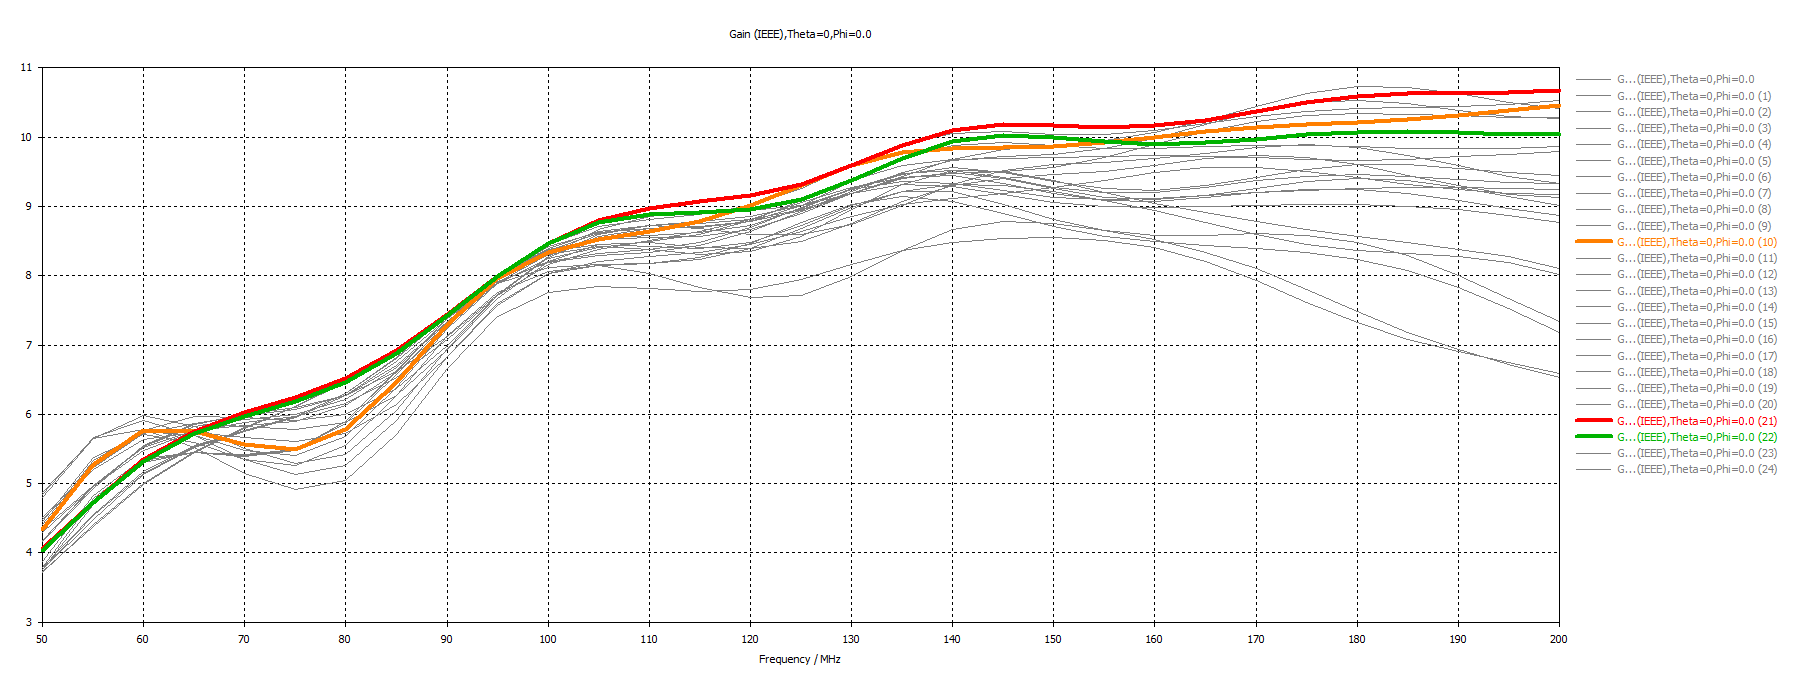 Gain (IEEE),Theta=0,Phi=0.0
11
10
9
8
7
6
5
4
3
50 60 70 80 90 100 110 120 130 140 150 160 170 180 190 200
Frequency / MHz
G...(IEEE),Theta=0,Phi=0.0
G...(IEEE),Theta=0,Phi=0.0 (1)
G...(IEEE),Theta=0,Phi=0.0 (2)
G...(IEEE),Theta=0,Phi=0.0 (3)
G...(IEEE),Theta=0,Phi=0.0 (4)
G...(IEEE),Theta=0,Phi=0.0 (5)
G...(IEEE),Theta=0,Phi=0.0 (6)
G...(IEEE),Theta=0,Phi=0.0 (7)
G...(IEEE),Theta=0,Phi=0.0 (8)
G...(IEEE),Theta=0,Phi=0.0 (9)
G...(IEEE),Theta=0,Phi=0.0 (10)
G...(IEEE),Theta=0,Phi=0.0 (11)
G...(IEEE),Theta=0,Phi=0.0 (12)
G...(IEEE),Theta=0,Phi=0.0 (13)
G...(IEEE),Theta=0,Phi=0.0 (14)
G...(IEEE),Theta=0,Phi=0.0 (15)
G...(IEEE),Theta=0,Phi=0.0 (16)
G...(IEEE),Theta=0,Phi=0.0 (17)
G...(IEEE),Theta=0,Phi=0.0 (18)
G...(IEEE),Theta=0,Phi=0.0 (19)
G...(IEEE),Theta=0,Phi=0.0 (20)
G...(IEEE),Theta=0,Phi=0.0 (21)
G...(IEEE),Theta=0,Phi=0.0 (22)
G...(IEEE),Theta=0,Phi=0.0 (23)
G...(IEEE),Theta=0,Phi=0.0 (24)